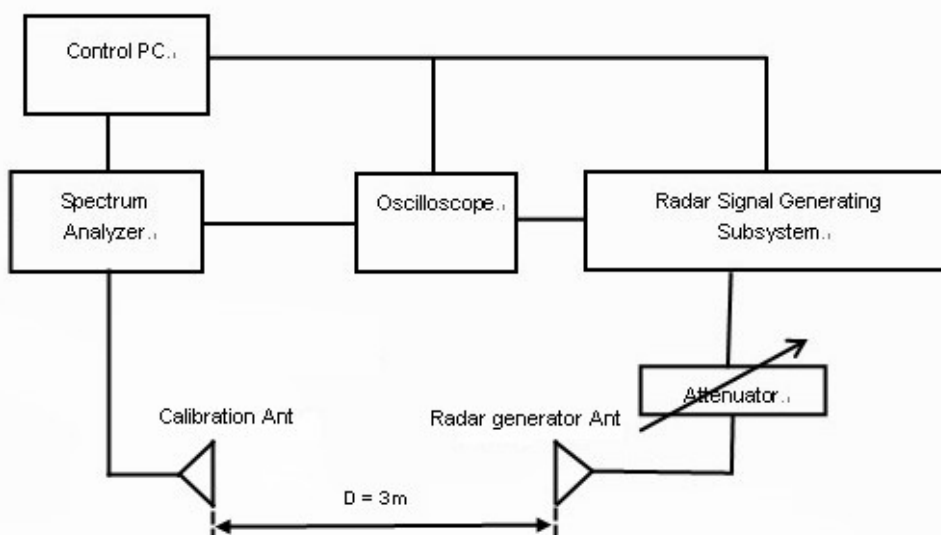 Control PC.
Spectrum
Analyzer.
Oscilloscope.
Radar Signal Generating
Subsystem.
Attenuator.
Calibration Ant
Radar generator Ant
D = 3m